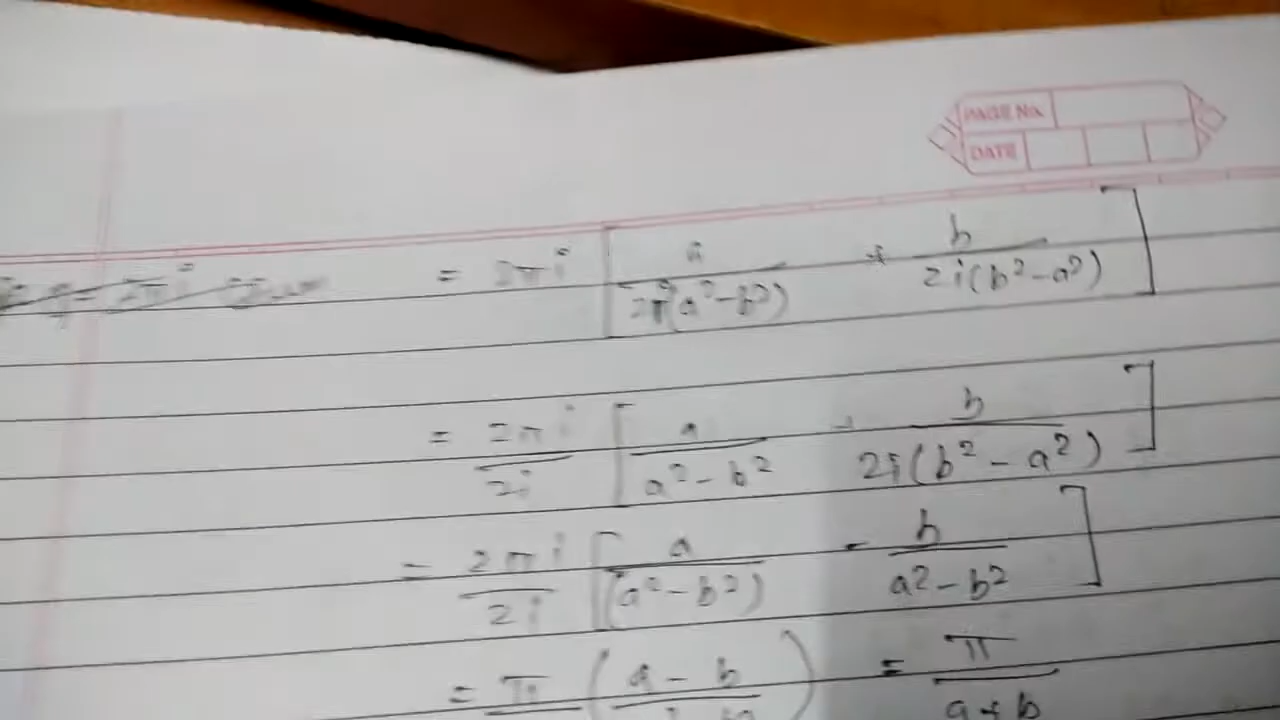 PAGE No.
DATE
= 2πi [ a / 2i(a² - b²) + b / 2i(b² - a²) ]
= 2πi / 2i [ a / a² - b² + b / 2i(b² - a²) ]
= 2πi / 2i [ a / (a² - b²) - b / a² - b² ]
= π ( a - b ) = π / a + b